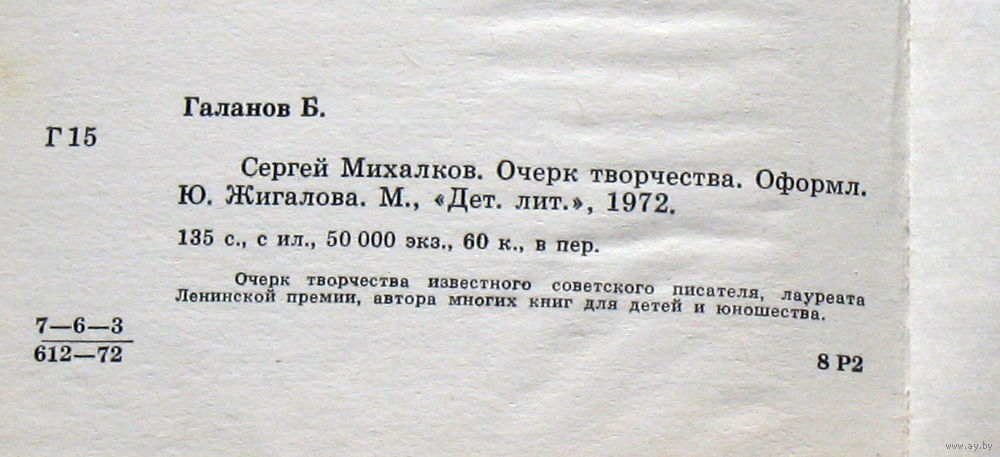 Галанов Б.
Г 15
Сергей Михалков. Очерк творчества. Оформл.
Ю. Жигалова. М., «Дет. лит.», 1972.
135 с., с ил., 50 000 экз., 60 к., в пер.
Очерк творчества известного советского писателя, лауреата
Ленинской премии, автора многих книг для детей и юношества.
7—6—3
612—72
8 Р2
www.ay.by